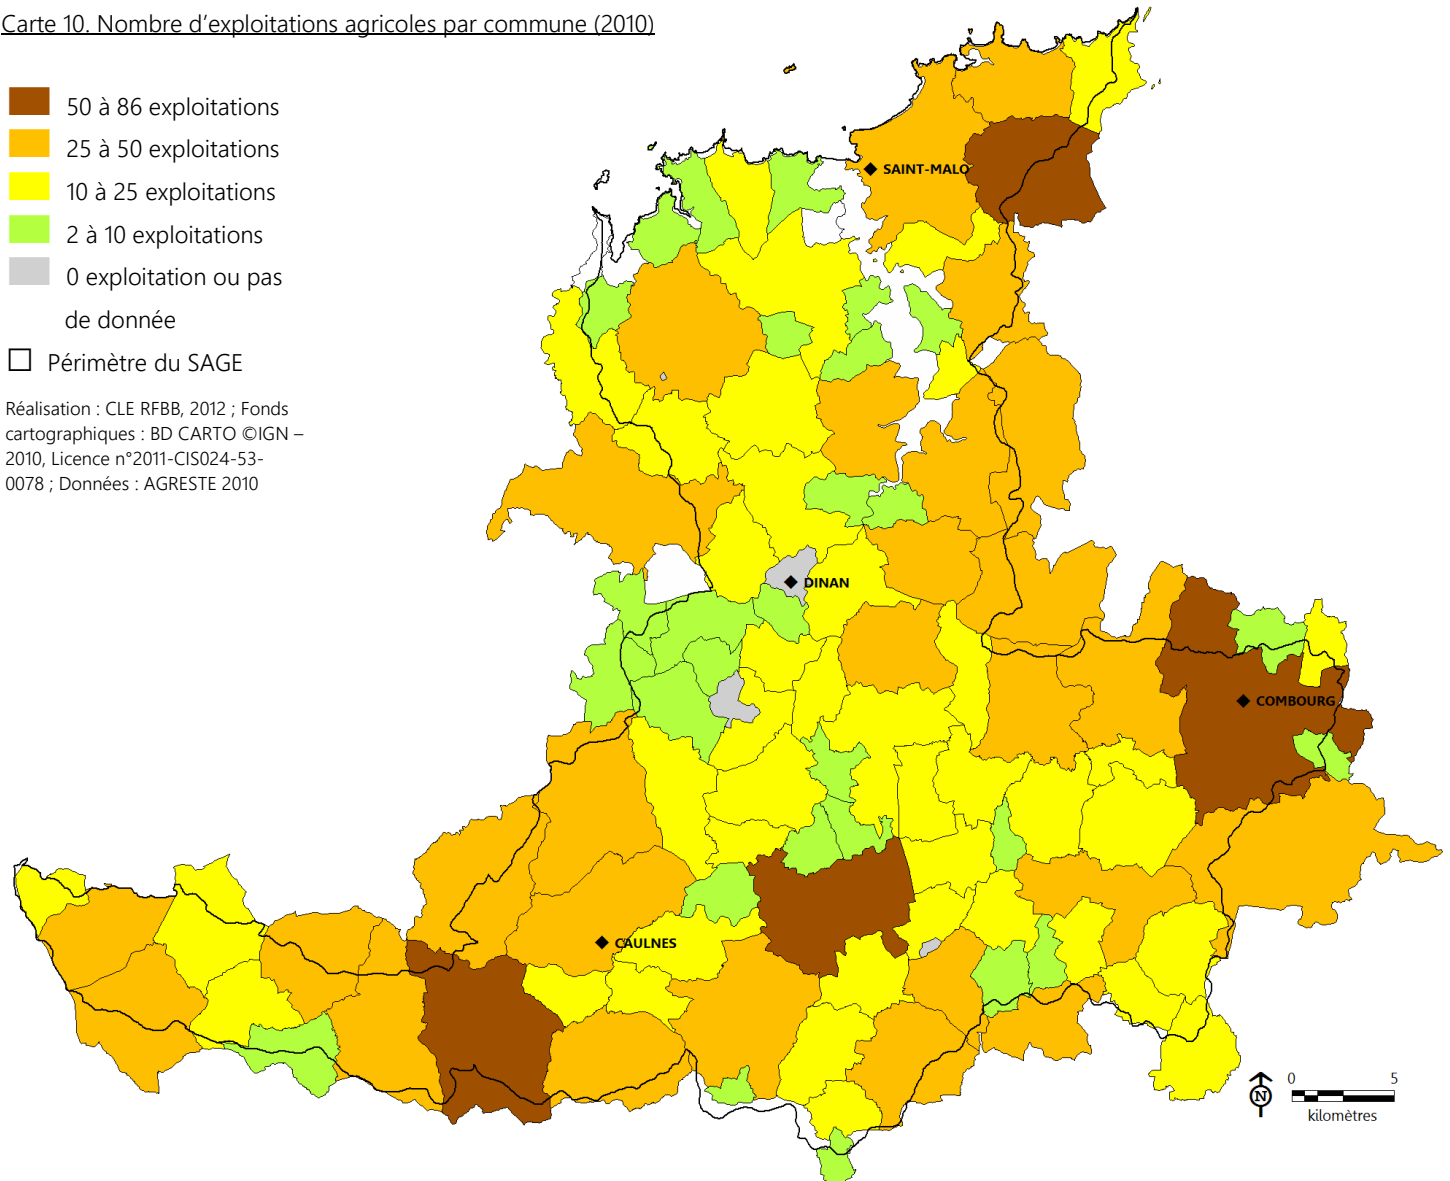 Carte 10. Nombre d'exploitations agricoles par commune (2010)
50 à 86 exploitations
25 à 50 exploitations
10 à 25 exploitations
2 à 10 exploitations
0 exploitation ou pas
de donnée
Périmètre du SAGE
Réalisation : CLE RFBB, 2012 ; Fonds
cartographiques : BD CARTO ©IGN –
2010, Licence n°2011-CIS024-53-
0078 ; Données : AGRESTE 2010
SAINT-MALO
DINAN
COMBOURG
CAULNES
N
0 5
kilomètres